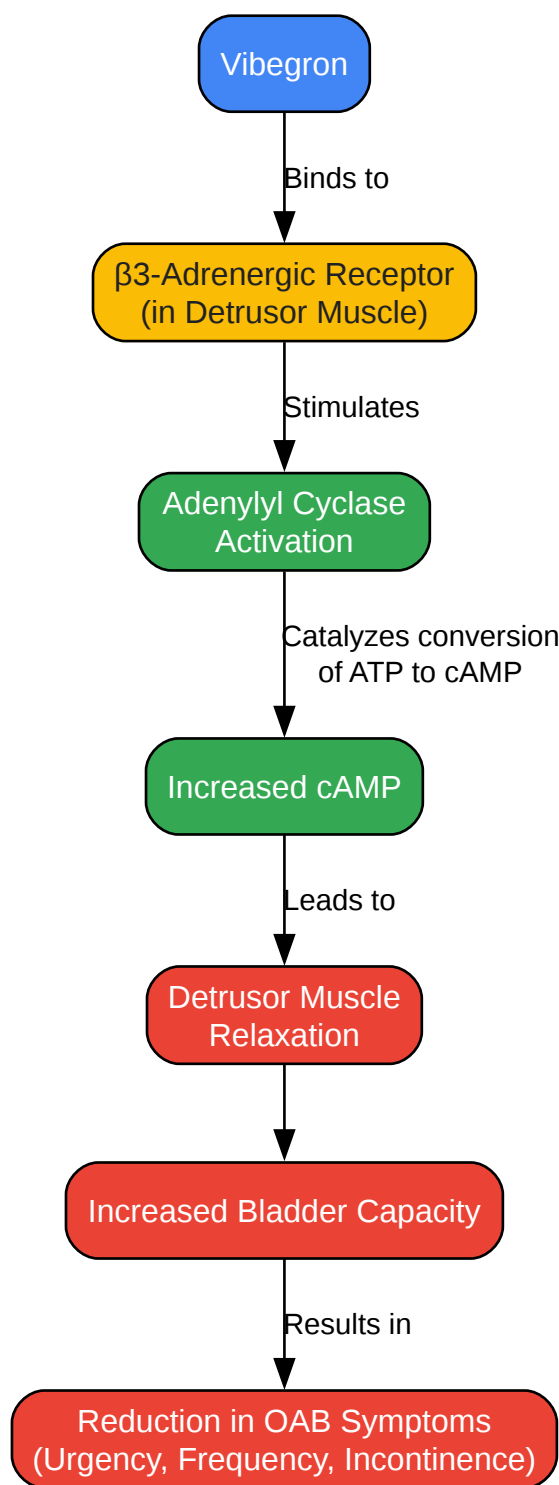 Vibegron
Binds to
β3-Adrenergic Receptor
(in Detrusor Muscle)
Stimulates
Adenylyl Cyclase
Activation
Catalyzes conversion
of ATP to cAMP
Increased cAMP
Leads to
Detrusor Muscle
Relaxation
Increased Bladder Capacity
Results in
Reduction in OAB Symptoms
(Urgency, Frequency, Incontinence)